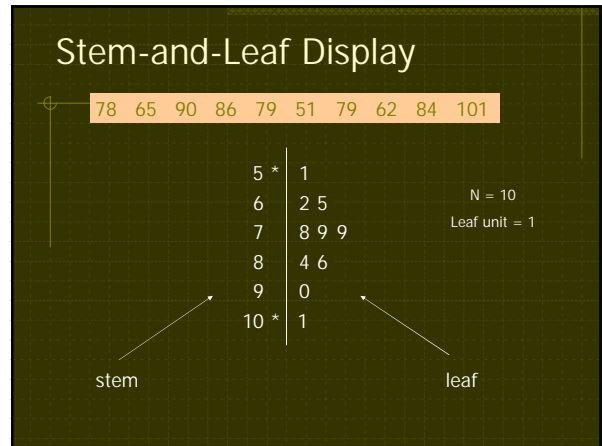 Stem-and-Leaf Display
78 65 90 86 79 51 79 62 84 101
5 * 1
6 2 5
7 8 9 9
8 4 6
9 0
10 * 1
N = 10
Leaf unit = 1
stem
leaf